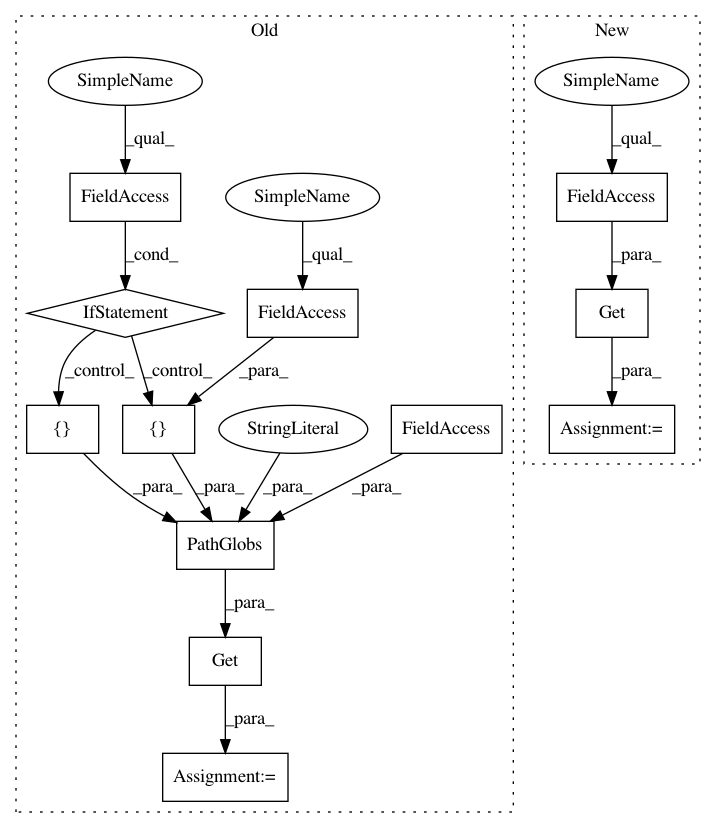 Old
New
SimpleName
SimpleName
_qual_
_qual_
FieldAccess
SimpleName
FieldAccess
_cond_
_qual_
_para_
IfStatement
FieldAccess
Get
_control_
_control_
_para_
_para_
{}
{}
StringLiteral
FieldAccess
Assignment:=
_para_
_para_
_para_
_para_
PathGlobs
_para_
Get
_para_
Assignment:=